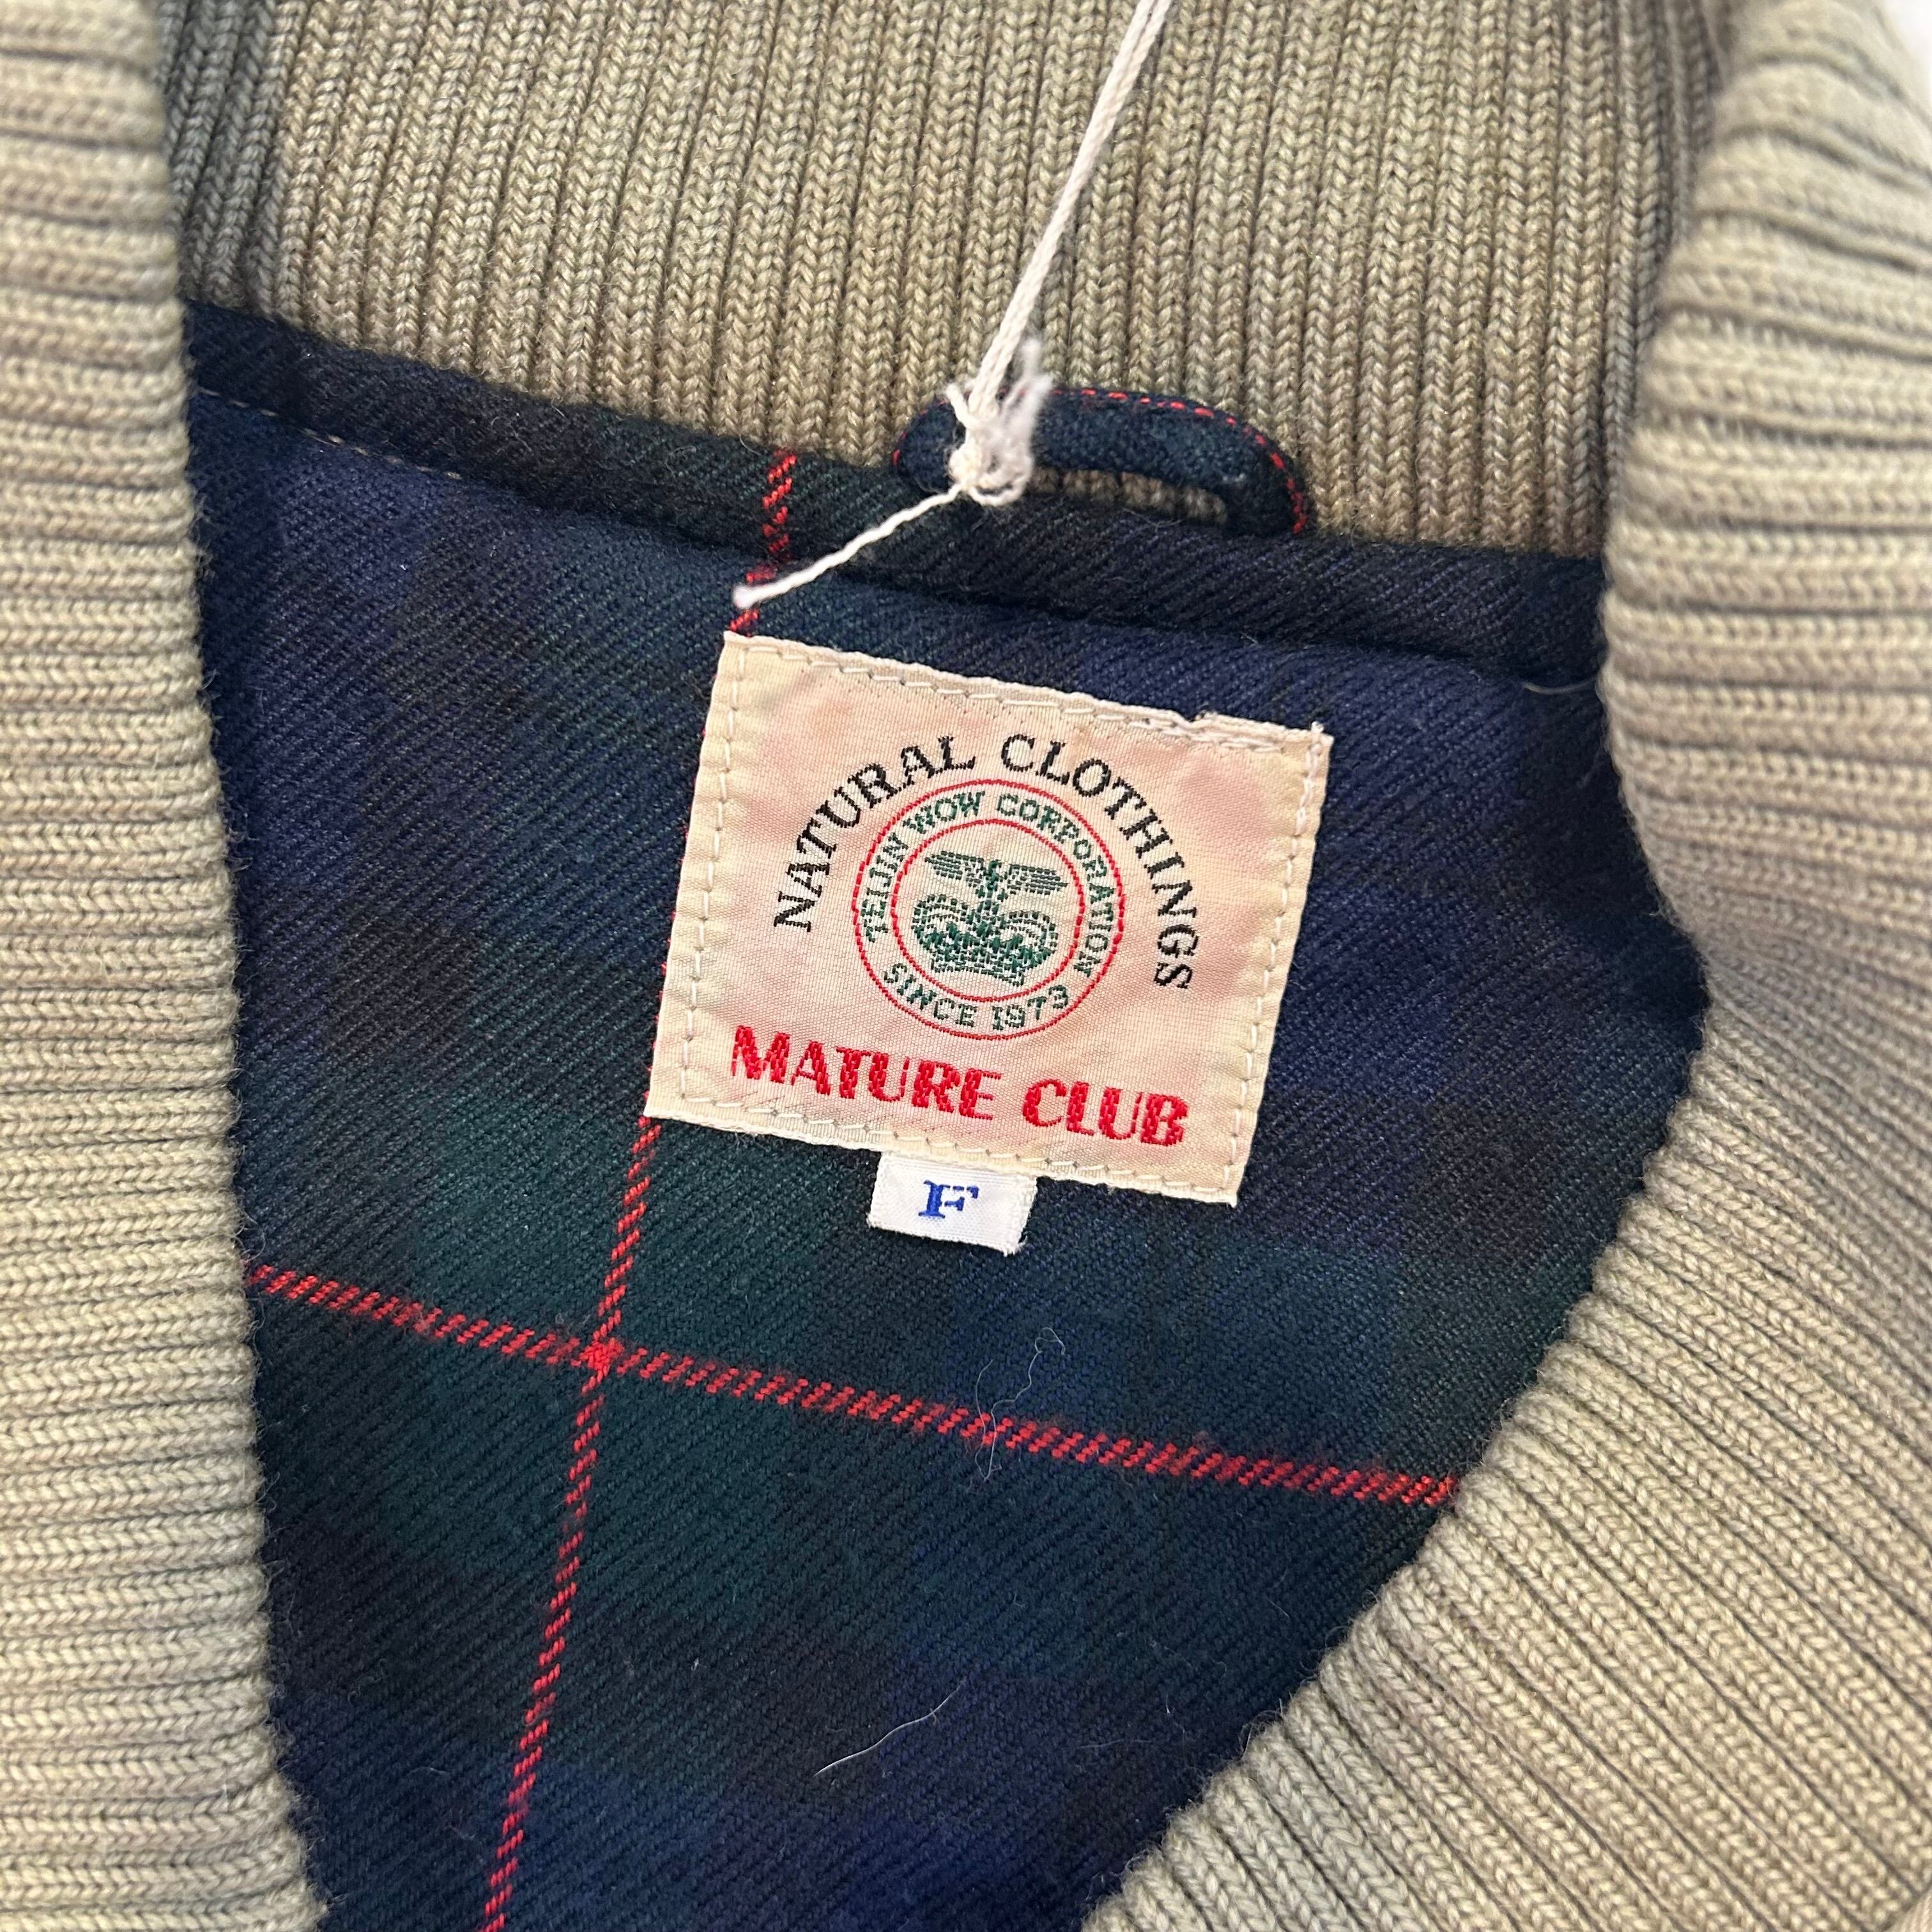 NATURAL CLOTHINGS
TEIJIN WOW CORPORATION
SINCE 1973
MATURE CLUB
F